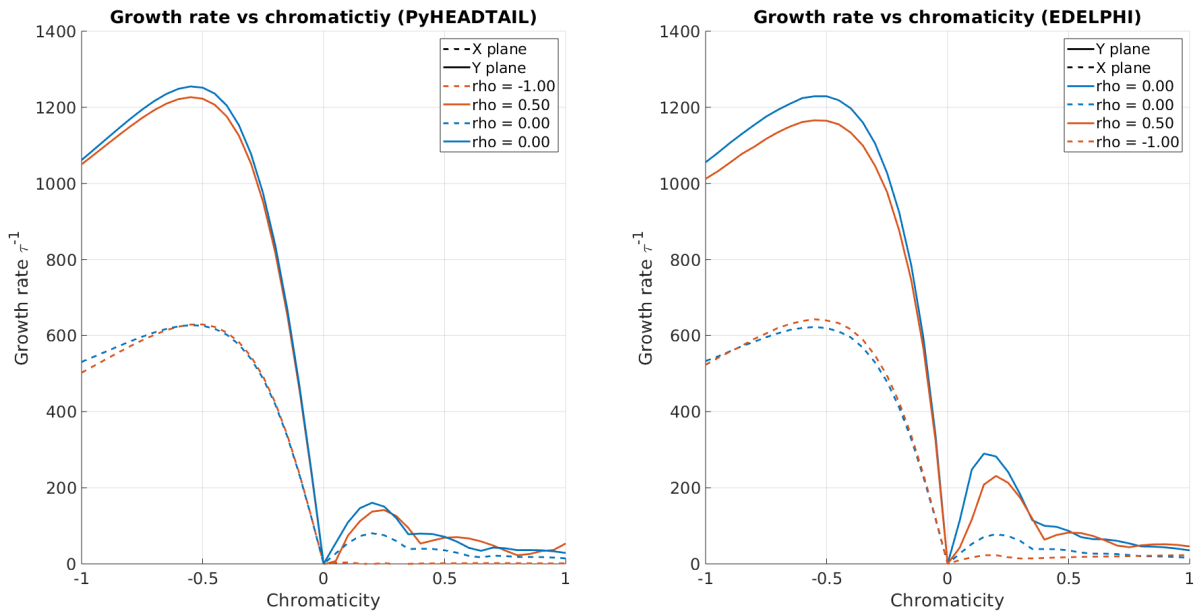 Growth rate vs chromatictiy (PyHEADTAIL)
1400
1200
1000
800
600
400
200
0
-1
-0.5
0
0.5
1
Growth rate τ⁻¹
Chromaticity
X plane
Y plane
rho = -1.00
rho = 0.50
rho = 0.00
rho = 0.00
Growth rate vs chromaticity (EDELPHI)
1400
1200
1000
800
600
400
200
0
-1
-0.5
0
0.5
1
Growth rate τ⁻¹
Chromaticity
Y plane
X plane
rho = 0.00
rho = 0.00
rho = 0.50
rho = -1.00